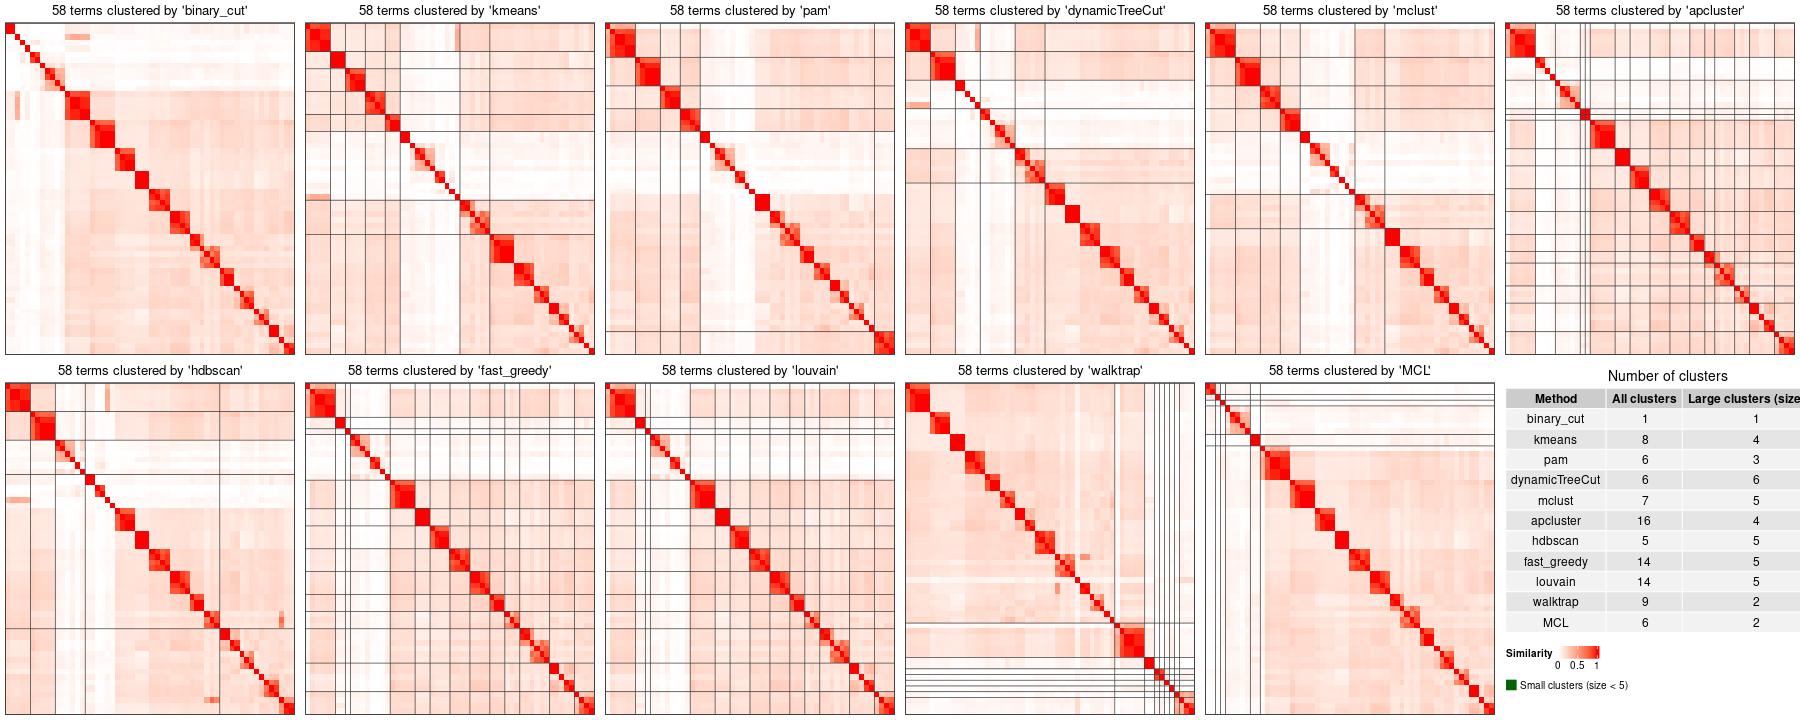 58 terms clustered by 'binary_cut'
58 terms clustered by 'kmeans'
58 terms clustered by 'pam'
58 terms clustered by 'dynamicTreeCut'
58 terms clustered by 'mclust'
58 terms clustered by 'apcluster'
58 terms clustered by 'hdbscan'
58 terms clustered by 'fast_greedy'
58 terms clustered by 'louvain'
58 terms clustered by 'walktrap'
58 terms clustered by 'MCL'
Number of clusters
Method All clusters Large clusters (size
binary_cut 1 1
kmeans 8 4
pam 6 3
dynamicTreeCut 6 6
mclust 7 5
apcluster 16 4
hdbscan 5 5
fast_greedy 14 5
louvain 14 5
walktrap 9 2
MCL 6 2
Similarity
0 0.5 1
Small clusters (size < 5)